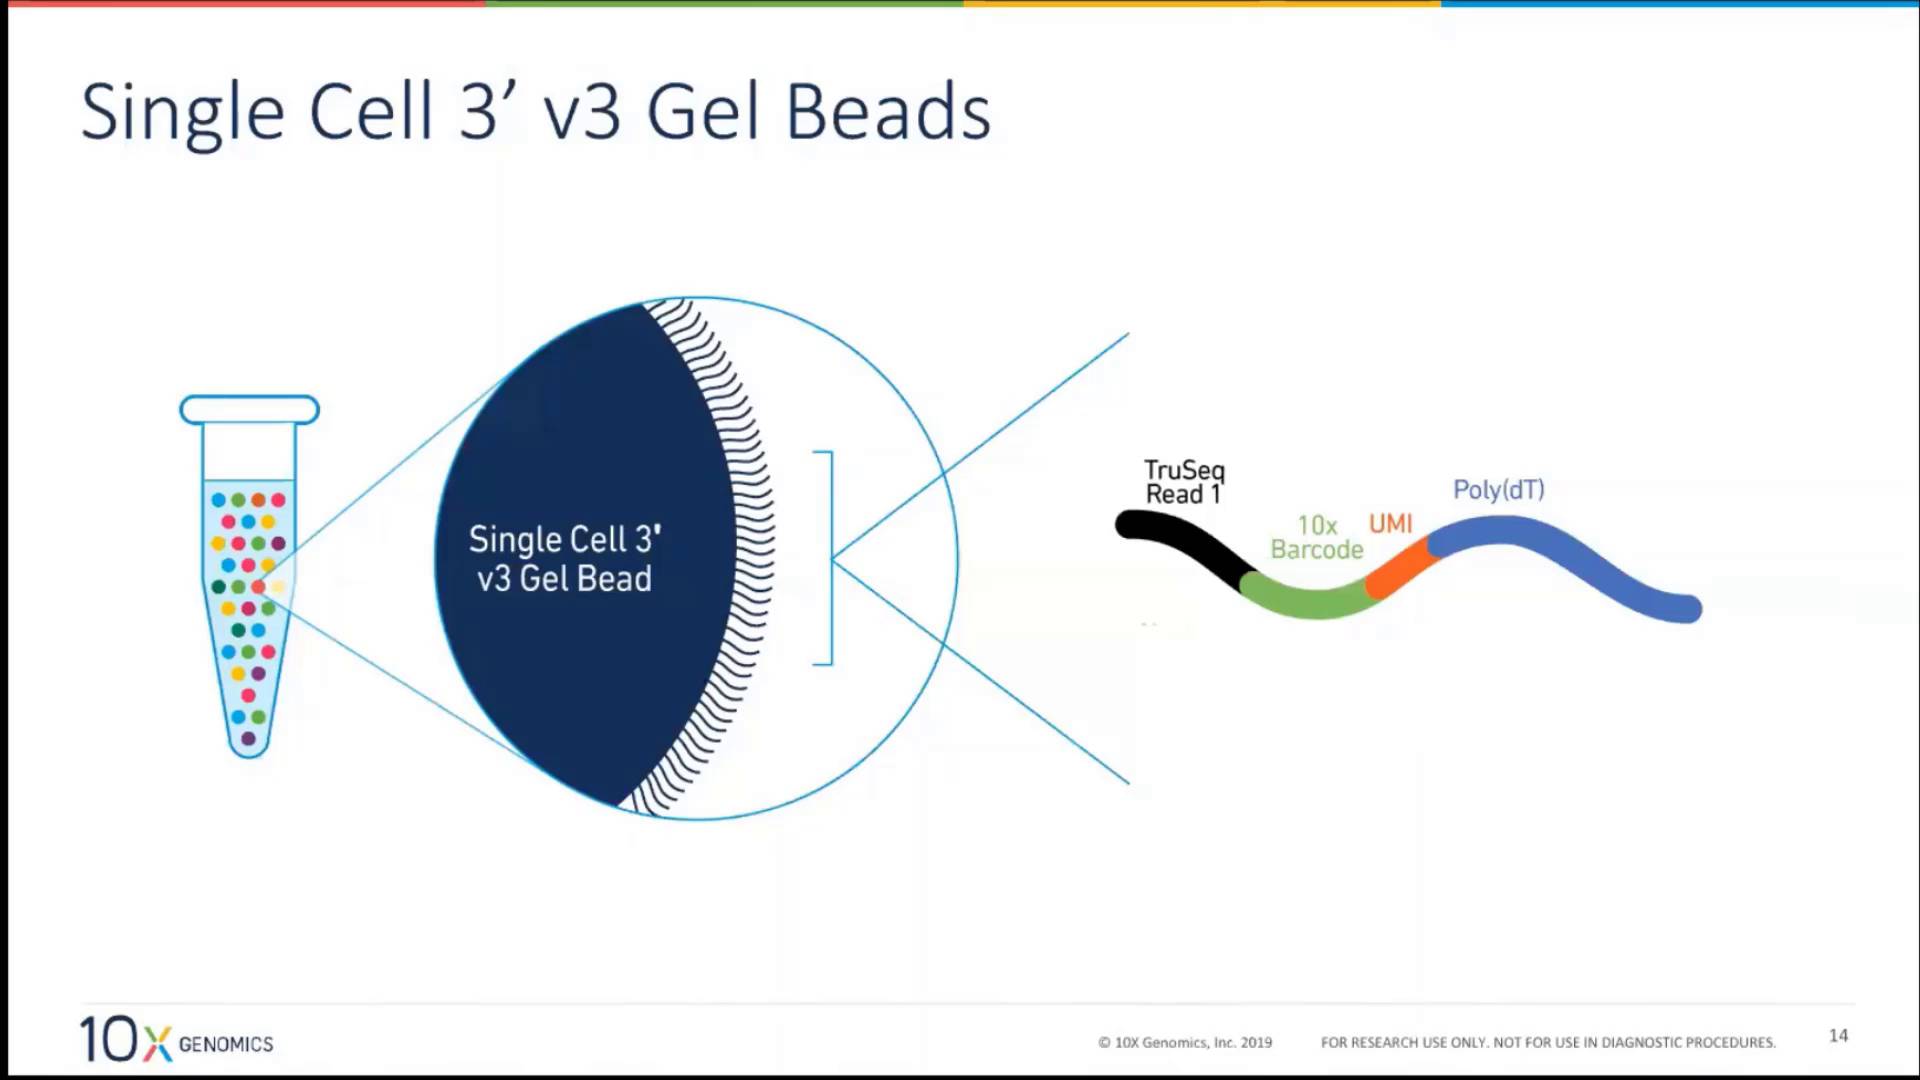 Single Cell 3’ v3 Gel Beads
Single Cell 3'
v3 Gel Bead
TruSeq
Read 1
10x
Barcode
UMI
Poly(dT)
10X GENOMICS
© 10X Genomics, Inc. 2019
FOR RESEARCH USE ONLY. NOT FOR USE IN DIAGNOSTIC PROCEDURES.
14